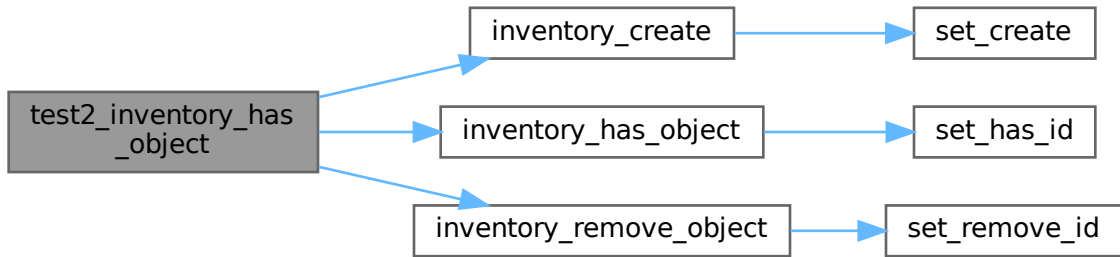 inventory_create
set_create
test2_inventory_has
_object
inventory_has_object
set_has_id
inventory_remove_object
set_remove_id